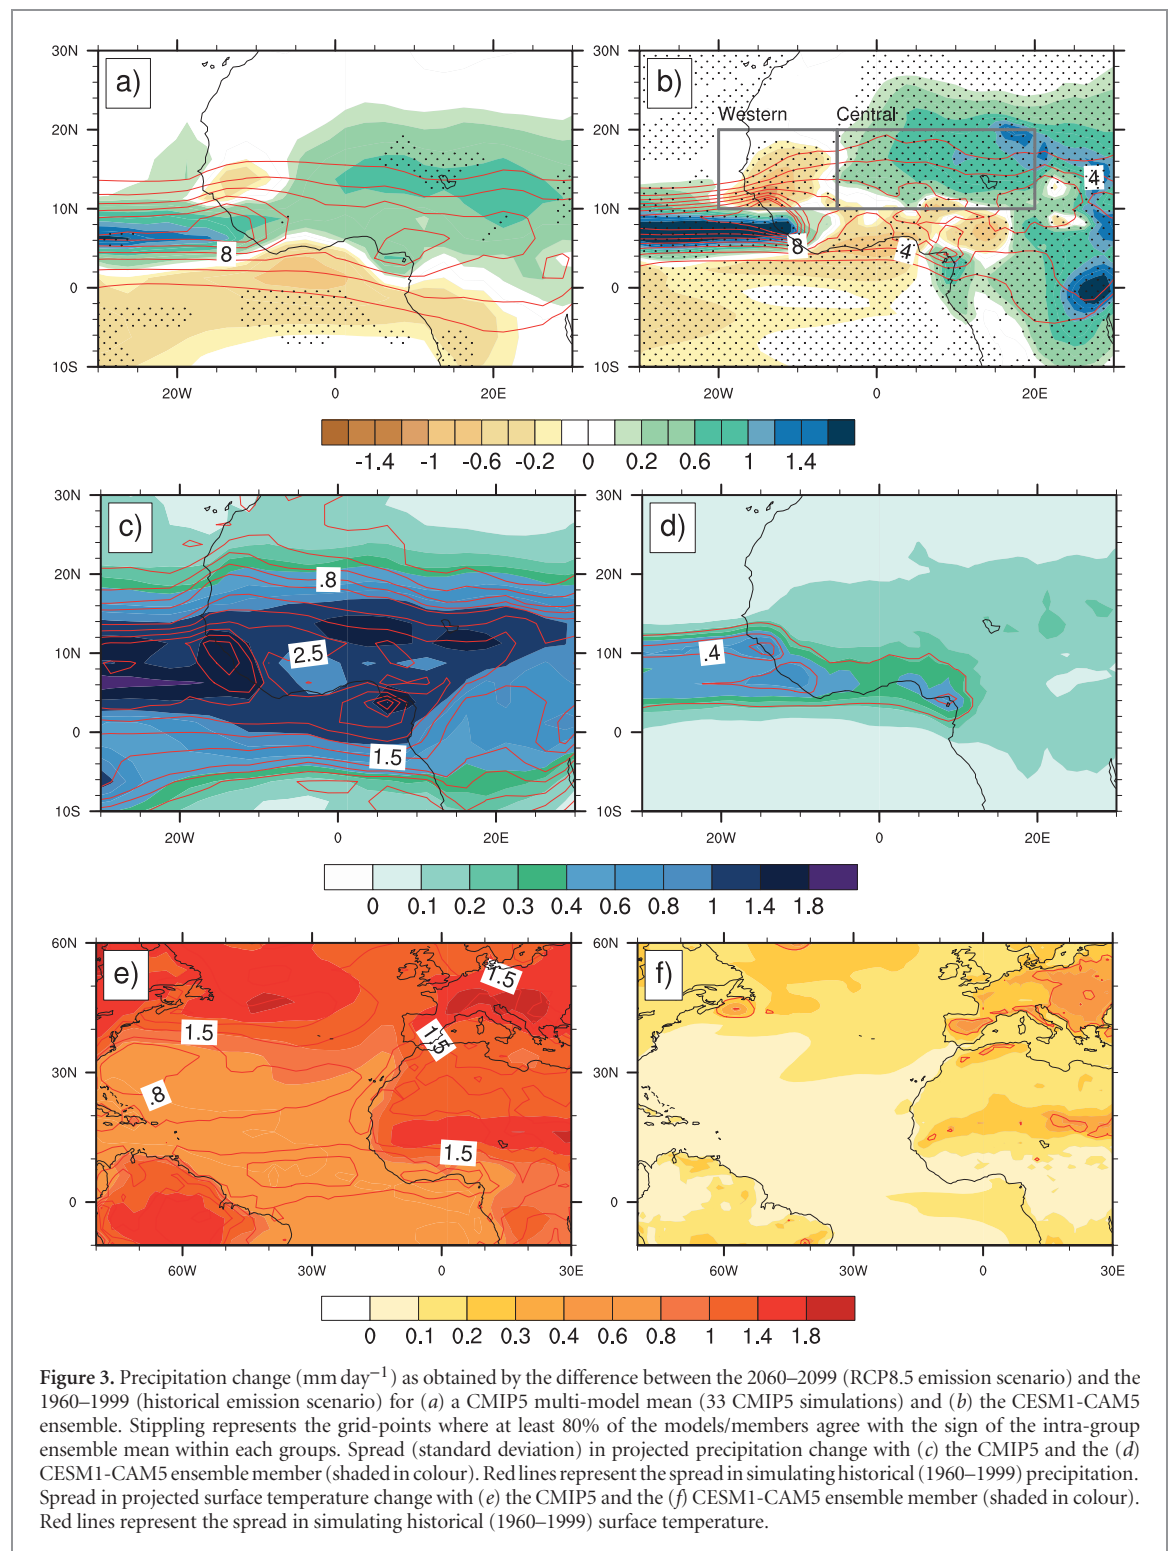 a)
30N
20N
10N
0
10S
20W
0
20E
8
b)
30N
20N
10N
0
10S
20W
0
20E
Western
Central
4
8
4
-1.4
-1
-0.6
-0.2
0
0.2
0.6
1
1.4
c)
30N
20N
10N
0
10S
20W
0
20E
.8
2.5
1.5
d)
30N
20N
10N
0
10S
20W
0
20E
.4
0
0.1
0.2
0.3
0.4
0.6
0.8
1
1.4
1.8
e)
60N
30N
0
60W
30W
0
30E
1.5
1.5
1.5
.8
1.5
f)
60N
30N
0
60W
30W
0
30E
0
0.1
0.2
0.3
0.4
0.6
0.8
1
1.4
1.8
Figure 3. Precipitation change (mm day−1) as obtained by the difference between the 2060–2099 (RCP8.5 emission scenario) and the
1960–1999 (historical emission scenario) for (a) a CMIP5 multi-model mean (33 CMIP5 simulations) and (b) the CESM1-CAM5
ensemble. Stippling represents the grid-points where at least 80% of the models/members agree with the sign of the intra-group
ensemble mean within each groups. Spread (standard deviation) in projected precipitation change with (c) the CMIP5 and the (d)
CESM1-CAM5 ensemble member (shaded in colour). Red lines represent the spread in simulating historical (1960–1999) precipitation.
Spread in projected surface temperature change with (e) the CMIP5 and the (f) CESM1-CAM5 ensemble member (shaded in colour).
Red lines represent the spread in simulating historical (1960–1999) surface temperature.